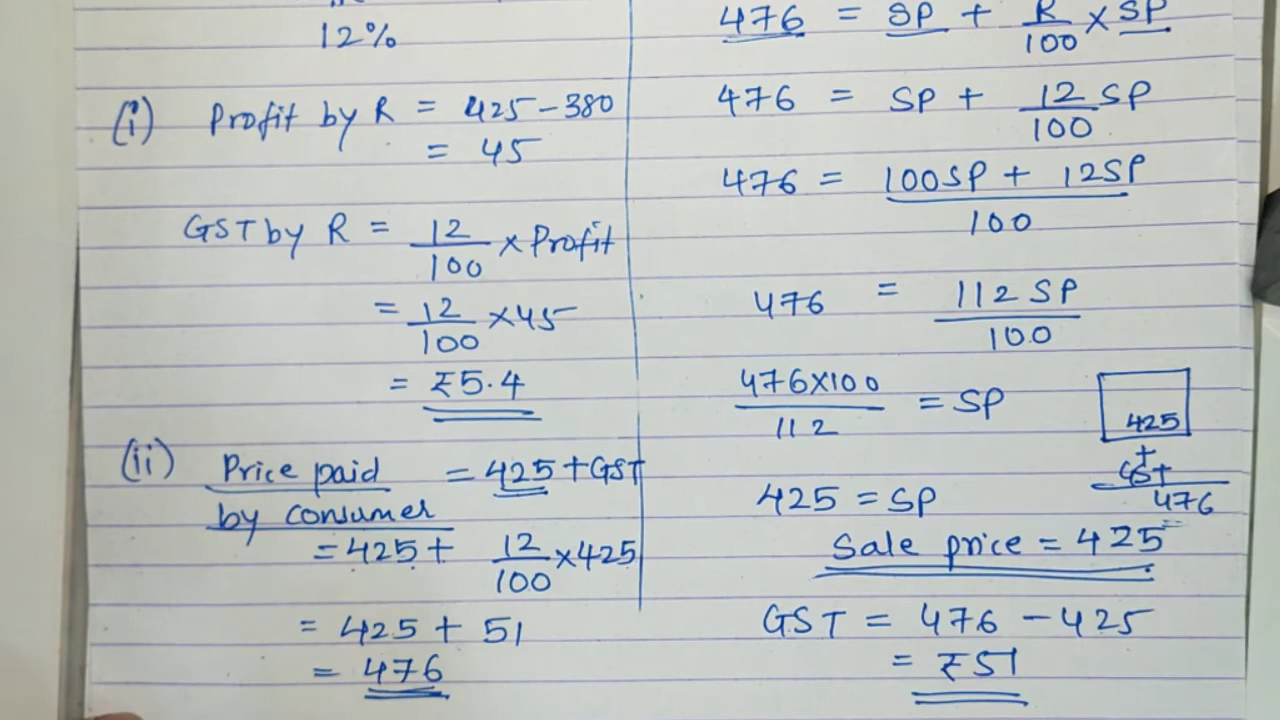 12%
(i) Profit by R = 425 - 380
= 45
GST by R = 12/100 × Profit
= 12/100 × 45
= ₹5.4
(ii) Price paid by consumer = 425 + GST
= 425 + 12/100 × 425
= 425 + 51
= 476
476 = SP + R/100 × SP
476 = SP + 12/100 SP
476 = 100SP + 12SP/100
476 = 112 SP/100
476×100/112 = SP
425 = SP
Sale price = 425
GST = 476 - 425
= ₹51
425
+
GST
476